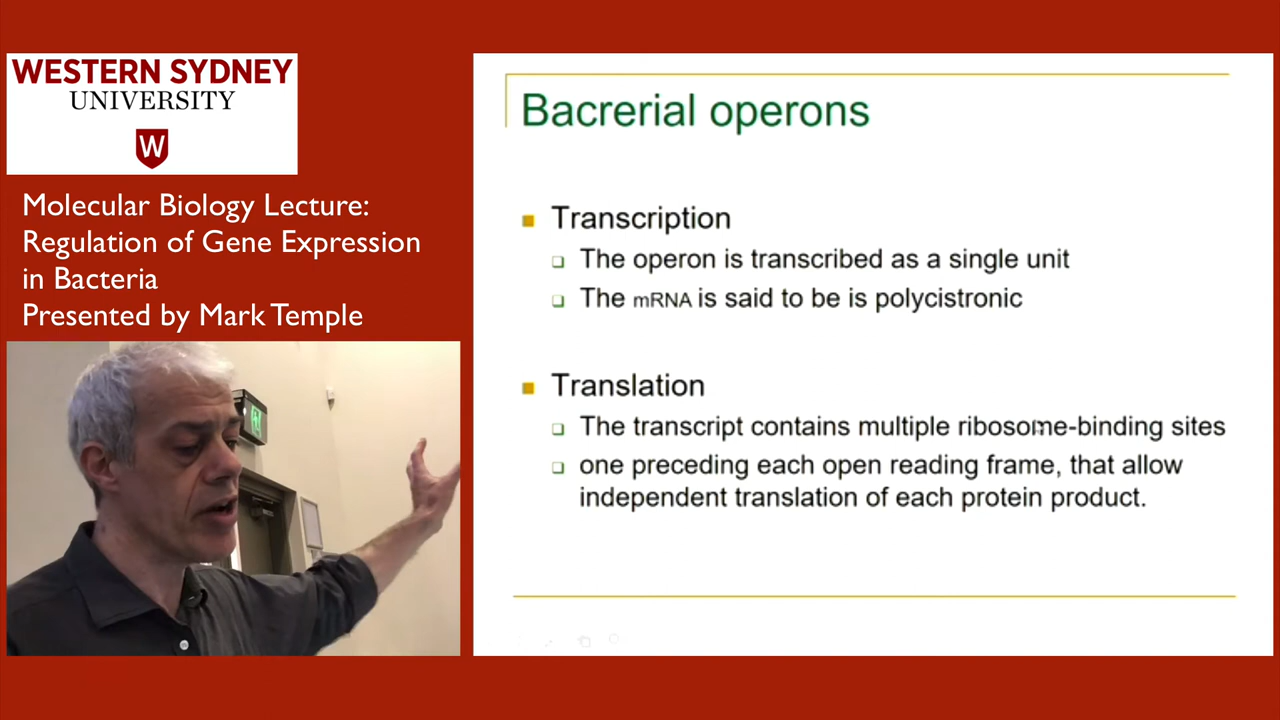 WESTERN SYDNEY
UNIVERSITY
W
Molecular Biology Lecture:
Regulation of Gene Expression
in Bacteria
Presented by Mark Temple
Bacrerial operons
Transcription
The operon is transcribed as a single unit
The mRNA is said to be is polycistronic
Translation
The transcript contains multiple ribosome-binding sites
one preceding each open reading frame, that allow
independent translation of each protein product.